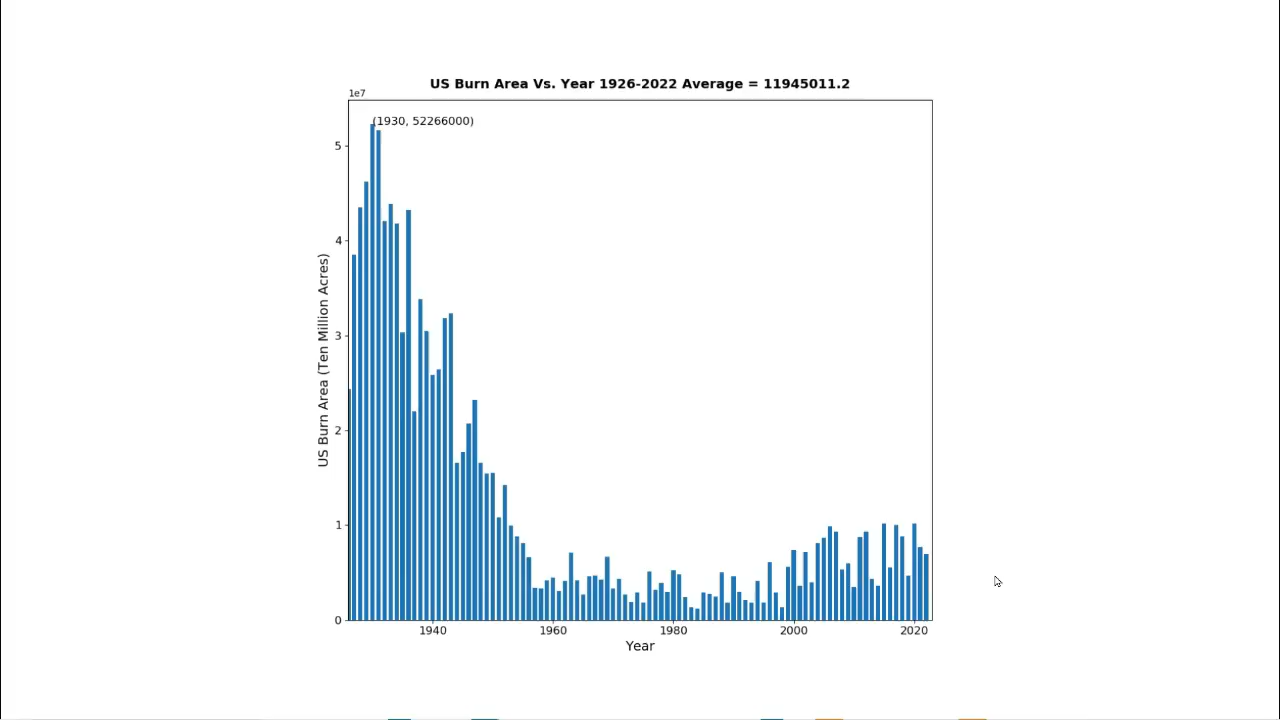 US Burn Area Vs. Year 1926-2022 Average = 11945011.2
1e7
(1930, 52266000)
5
4
3
2
1
0
US Burn Area (Ten Million Acres)
1940 1960 1980 2000 2020
Year